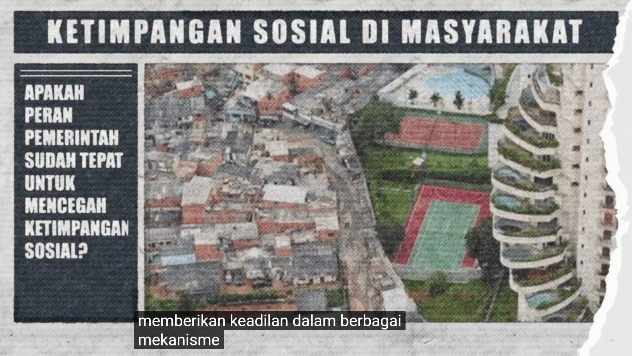 KETIMPANGAN SOSIAL DI MASYARAKAT
APAKAH
PERAN
PEMERINTAH
SUDAH TEPAT
UNTUK
MENCEGAH
KETIMPANGAN
SOSIAL?
memberikan keadilan dalam berbagai
mekanisme